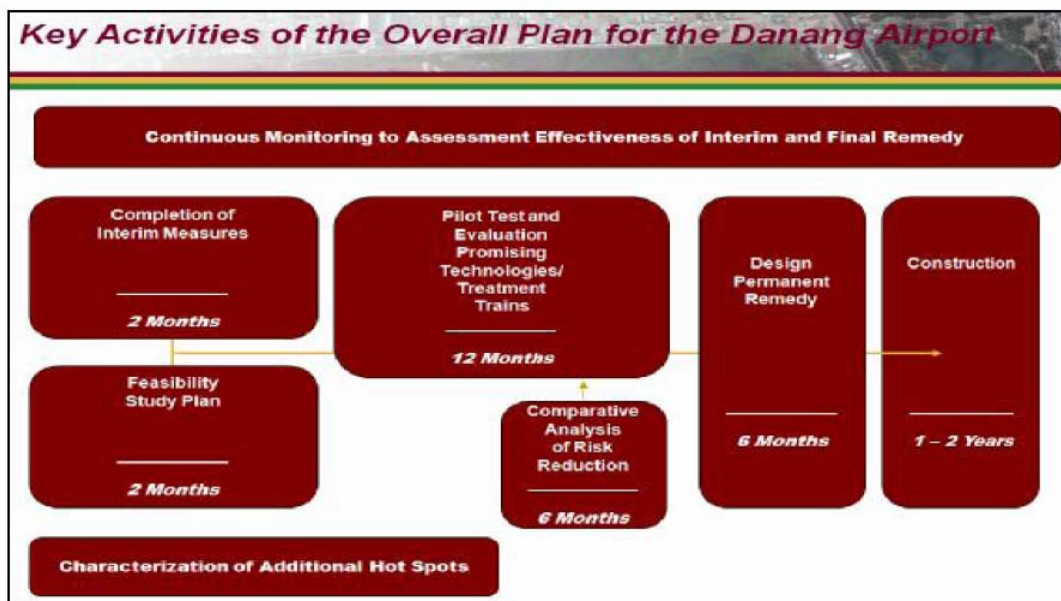 Key Activities of the Overall Plan for the Danang Airport
Continuous Monitoring to Assessment Effectiveness of Interim and Final Remedy
Completion of
Interim Measures
2 Months
Feasibility
Study Plan
2 Months
Pilot Test and
Evaluation
Promising
Technologies/
Treatment
Trains
12 Months
Comparative
Analysis
of Risk
Reduction
6 Months
Design
Permanent
Remedy
6 Months
Construction
1 – 2 Years
Characterization of Additional Hot Spots